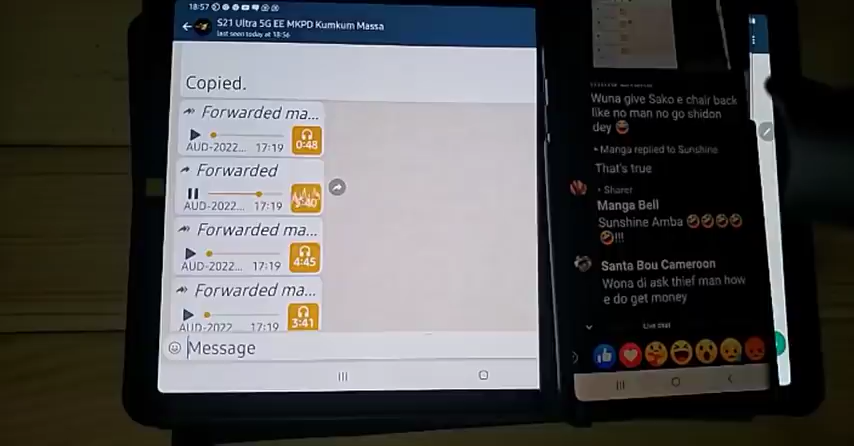 18:57
S21 Ultra 5G EE MKPD Kumkum Massa
last seen today at 18:56
Copied.
Forwarded ma...
0:48
AUD-2022... 17:19
Forwarded
AUD-2022... 17:19
Forwarded ma...
4:45
AUD-2022... 17:19
Forwarded ma...
3:41
AUD-2022 17:19
Message
Wuna give Sako e chair back
like no man no go shidon
dey 😂
• Manga replied to Sunshine
That's true
• Sharer
Manga Bell
Sunshine Amba 🤣🤣🤣🤣
🤣!!!
Santa Bou Cameroon
Wona di ask thief man how
e do get money
Live chat